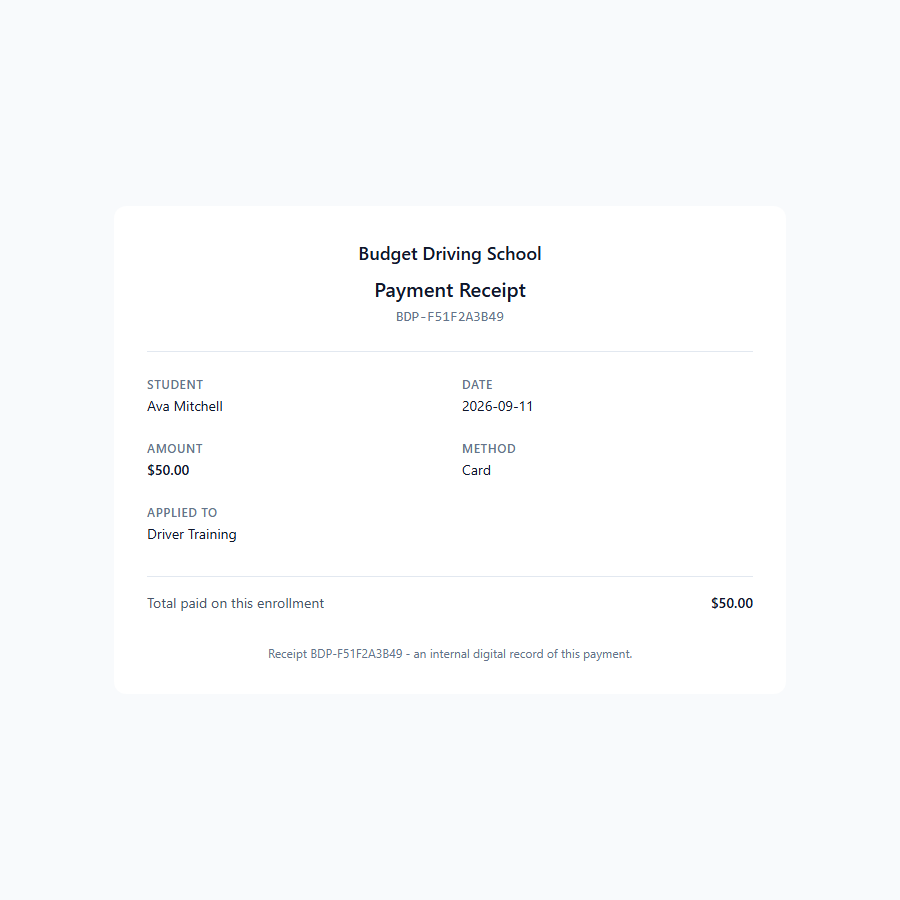 Budget Driving School
Payment Receipt
BDP-F51F2A3B49
STUDENT
Ava Mitchell
DATE
2026-09-11
AMOUNT
$50.00
METHOD
Card
APPLIED TO
Driver Training
Total paid on this enrollment $50.00
Receipt BDP-F51F2A3B49 - an internal digital record of this payment.